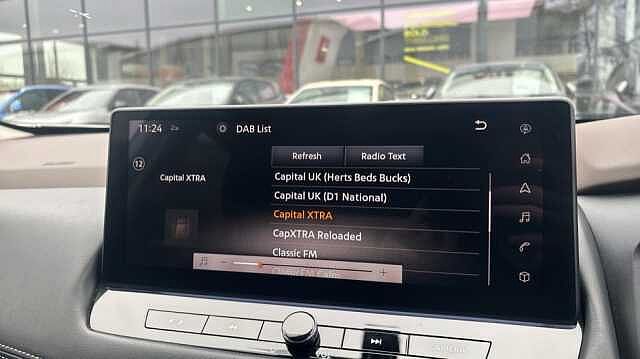 11:24
DAB List
12
Refresh
Radio Text
Capital XTRA
Capital UK (Herts Beds Bucks)
Capital UK (D1 National)
Capital XTRA
CapXTRA Reloaded
Classic FM